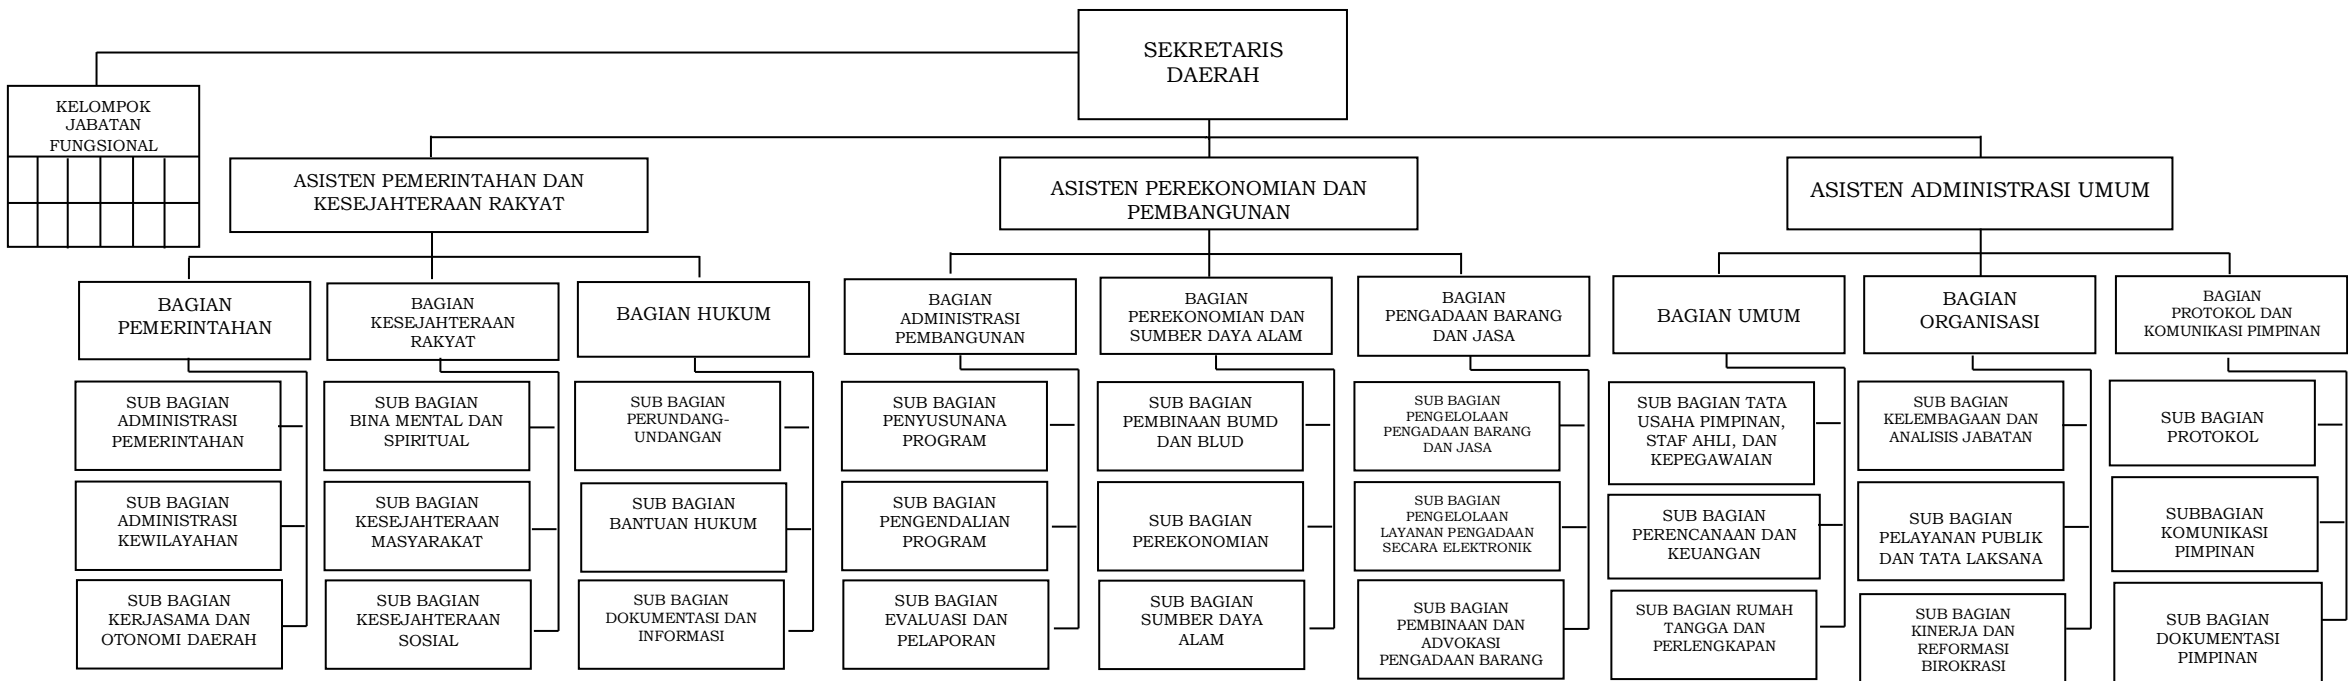 SEKRETARIS
DAERAH
KELOMPOK
JABATAN
FUNGSIONAL
ASISTEN PEMERINTAHAN DAN
KESEJAHTERAAN RAKYAT
ASISTEN PEREKONOMIAN DAN
PEMBANGUNAN
ASISTEN ADMINISTRASI UMUM
BAGIAN
PEMERINTAHAN
BAGIAN
KESEJAHTERAAN
RAKYAT
BAGIAN HUKUM
BAGIAN
ADMINISTRASI
PEMBANGUNAN
BAGIAN
PEREKONOMIAN DAN
SUMBER DAYA ALAM
BAGIAN
PENGADAAN BARANG
DAN JASA
BAGIAN UMUM
BAGIAN
ORGANISASI
BAGIAN
PROTOKOL DAN
KOMUNIKASI PIMPINAN
SUB BAGIAN
ADMINISTRASI
PEMERINTAHAN
SUB BAGIAN
BINA MENTAL DAN
SPIRITUAL
SUB BAGIAN
PERUNDANG-
UNDANGAN
SUB BAGIAN
PENYUSUNANA
PROGRAM
SUB BAGIAN
PEMBINAAN BUMD
DAN BLUD
SUB BAGIAN
PENGELOLAAN
PENGADAAN BARANG
DAN JASA
SUB BAGIAN TATA
USAHA PIMPINAN,
STAF AHLI, DAN
KEPEGAWAIAN
SUB BAGIAN
KELEMBAGAAN DAN
ANALISIS JABATAN
SUB BAGIAN
PROTOKOL
SUB BAGIAN
ADMINISTRASI
KEWILAYAHAN
SUB BAGIAN
KESEJAHTERAAN
MASYARAKAT
SUB BAGIAN
BANTUAN HUKUM
SUB BAGIAN
PENGENDALIAN
PROGRAM
SUB BAGIAN
PEREKONOMIAN
SUB BAGIAN
PENGELOLAAN
LAYANAN PENGADAAN
SECARA ELEKTRONIK
SUB BAGIAN
PERENCANAAN DAN
KEUANGAN
SUB BAGIAN
PELAYANAN PUBLIK
DAN TATA LAKSANA
SUBBAGIAN
KOMUNIKASI
PIMPINAN
SUB BAGIAN
KERJASAMA DAN
OTONOMI DAERAH
SUB BAGIAN
KESEJAHTERAAN
SOSIAL
SUB BAGIAN
DOKUMENTASI DAN
INFORMASI
SUB BAGIAN
EVALUASI DAN
PELAPORAN
SUB BAGIAN
SUMBER DAYA
ALAM
SUB BAGIAN
PEMBINAAN DAN
ADVOKASI
PENGADAAN BARANG
SUB BAGIAN RUMAH
TANGGA DAN
PERLENGKAPAN
SUB BAGIAN
KINERJA DAN
REFORMASI
BIROKRASI
SUB BAGIAN
DOKUMENTASI
PIMPINAN